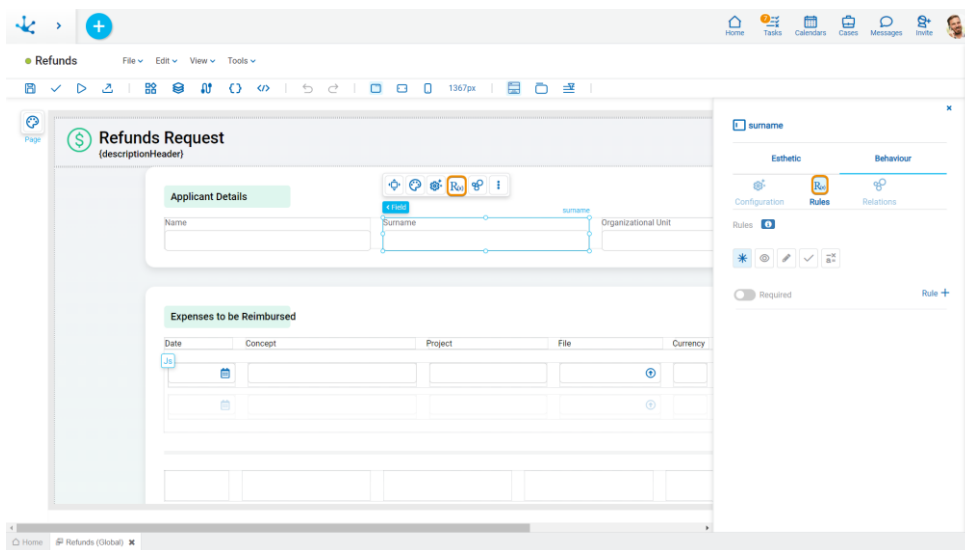 7
Home Tasks Calendars Cases Messages Invite
Refunds File Edit View Tools
1367px
Page
Refunds Request
{descriptionHeader}
surname
Esthetic Behaviour
R(x)
Configuration Rules Relations
Rules
Required Rule +
Applicant Details
R(x)
< Field surname
Name Surname Organizational Unit
Expenses to be Reimbursed
Date Concept Project File Currency
Js
Home Refunds (Global)